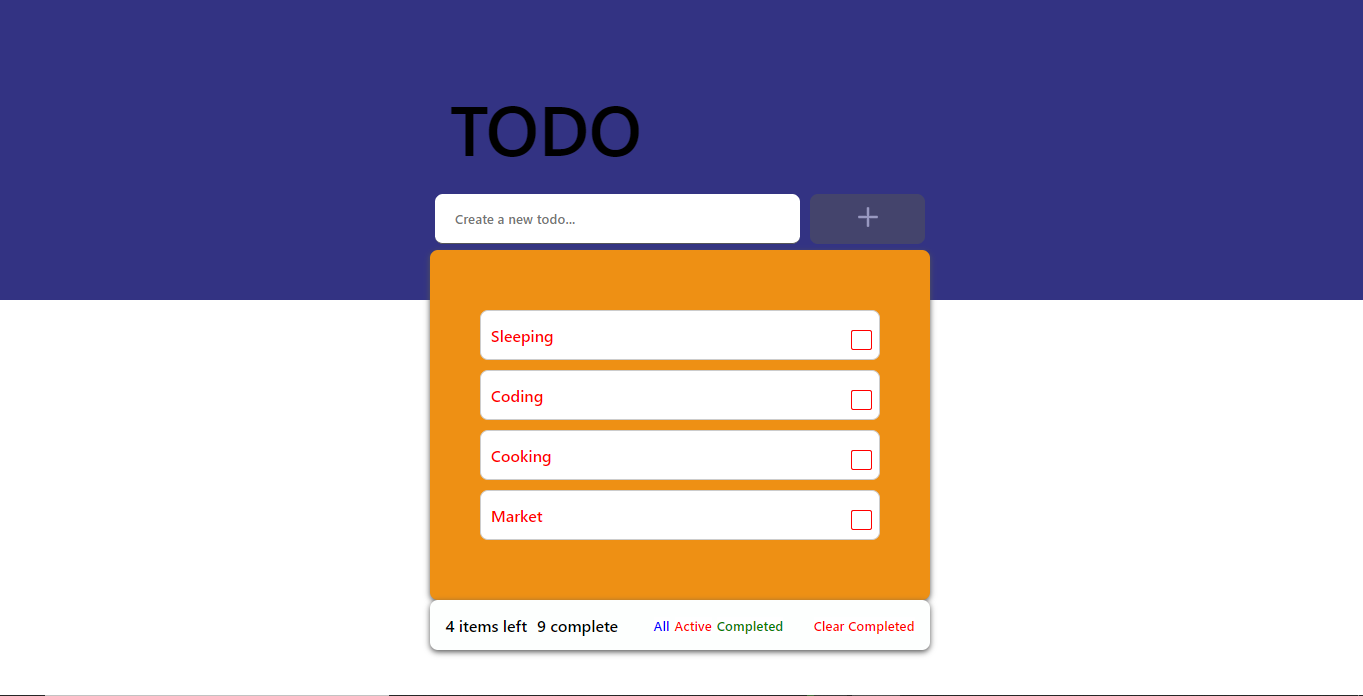 TODO
Create a new todo...
Sleeping
Coding
Cooking
Market
4 items left 9 complete All Active Completed Clear Completed